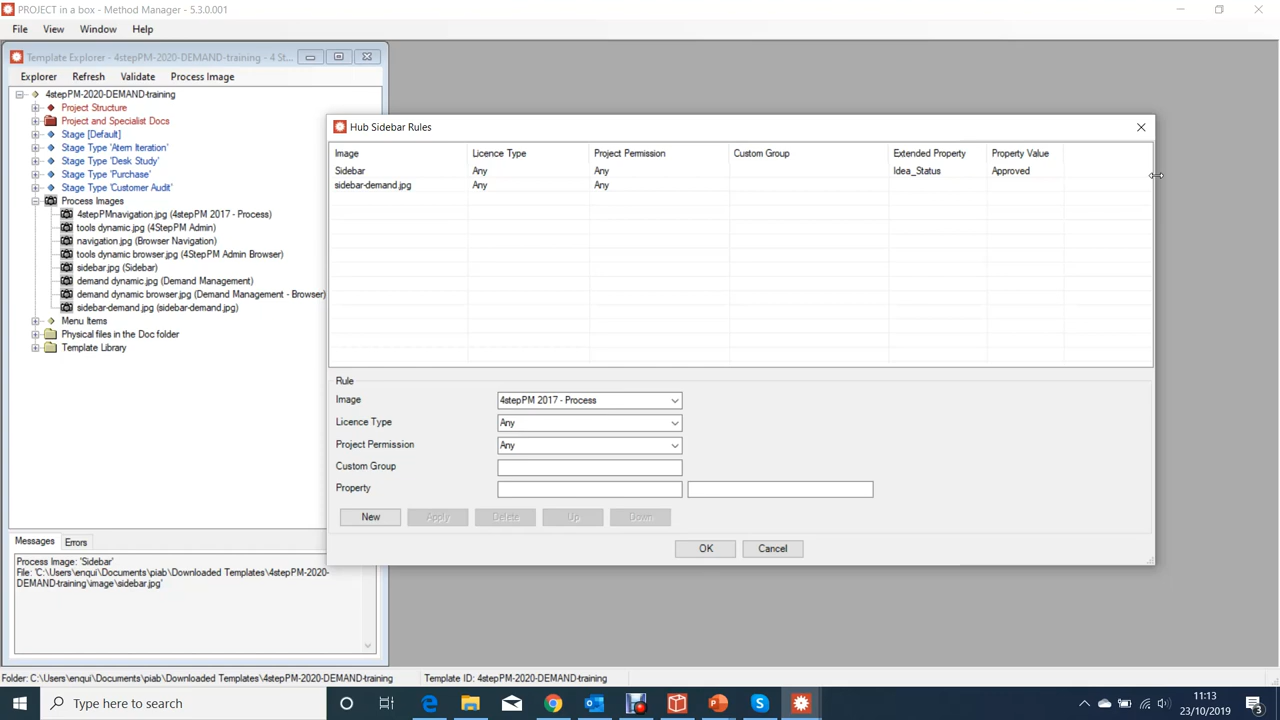 PROJECT in a box - Method Manager - 5.3.0.001
File View Window Help
Template Explorer - 4stepPM-2020-DEMAND-training - 4 St...
Explorer Refresh Validate Process Image
4stepPM-2020-DEMAND-training
Project Structure
Project and Specialist Docs
Stage [Default]
Stage Type 'Atern Iteration'
Stage Type 'Desk Study'
Stage Type 'Purchase'
Stage Type 'Customer Audit'
Process Images
4stepPMnavigation.jpg (4stepPM 2017 - Process)
tools dynamic.jpg (4StepPM Admin)
navigation.jpg (Browser Navigation)
tools dynamic browser.jpg (4StepPM Admin Browser)
sidebar.jpg (Sidebar)
demand dynamic.jpg (Demand Management)
demand dynamic browser.jpg (Demand Management - Browser)
sidebar-demand.jpg (sidebar-demand.jpg)
Menu Items
Physical files in the Doc folder
Template Library
Messages Errors
Process Image: 'Sidebar'
File: 'C:\Users\enqui\Documents\piab\Downloaded Templates\4stepPM-2020-
DEMAND-training\image\sidebar.jpg'
Hub Sidebar Rules
Image Licence Type Project Permission Custom Group Extended Property Property Value
Sidebar Any Any Idea_Status Approved
sidebar-demand.jpg Any Any
Rule
Image 4stepPM 2017 - Process
Licence Type Any
Project Permission Any
Custom Group
Property
New Apply Delete Up Down
OK Cancel
Folder: C:\Users\enqui\Documents\piab\Downloaded Templates\4stepPM-2020-DEMAND-training Template ID: 4stepPM-2020-DEMAND-training
Type here to search
11:13
23/10/2019
3